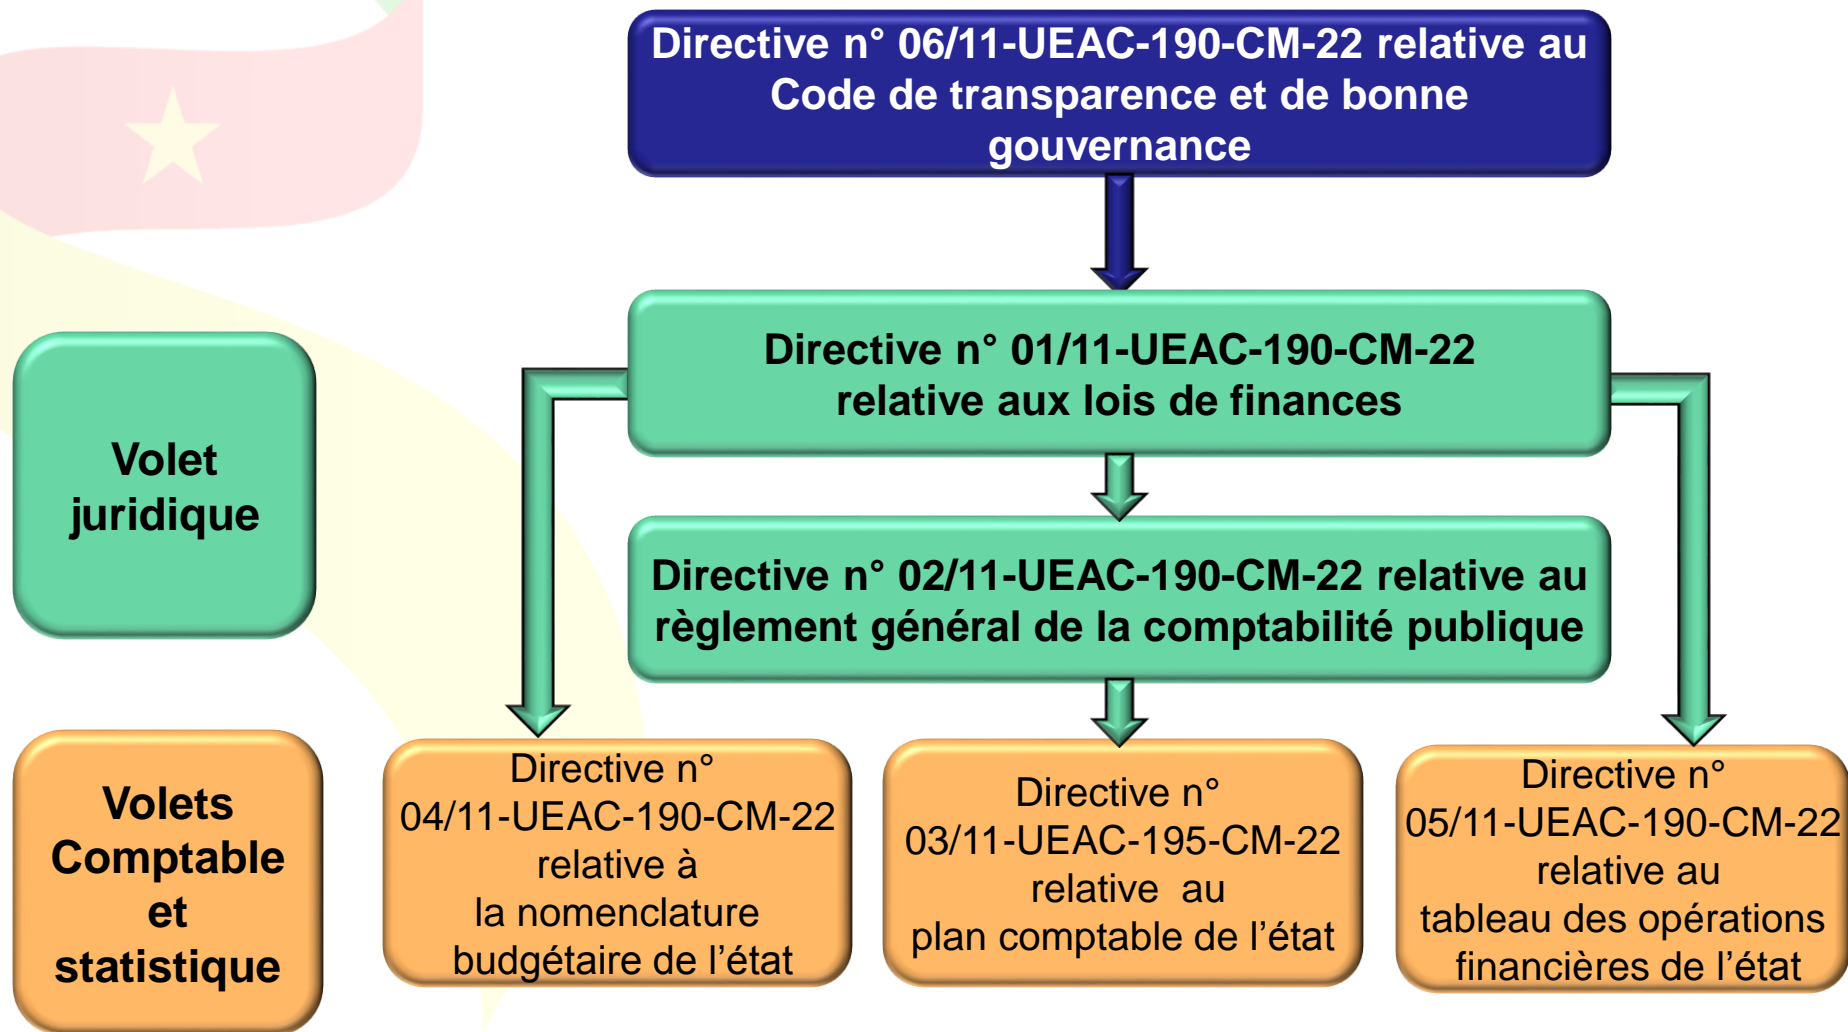 Directive n° 06/11-UEAC-190-CM-22 relative au
Code de transparence et de bonne
gouvernance
Directive n° 01/11-UEAC-190-CM-22
relative aux lois de finances
Volet
juridique
Directive n° 02/11-UEAC-190-CM-22 relative au
règlement général de la comptabilité publique
Volets
Comptable
et
statistique
Directive n°
04/11-UEAC-190-CM-22
relative à
la nomenclature
budgétaire de l’état
Directive n°
03/11-UEAC-195-CM-22
relative au
plan comptable de l’état
Directive n°
05/11-UEAC-190-CM-22
relative au
tableau des opérations
financières de l’état